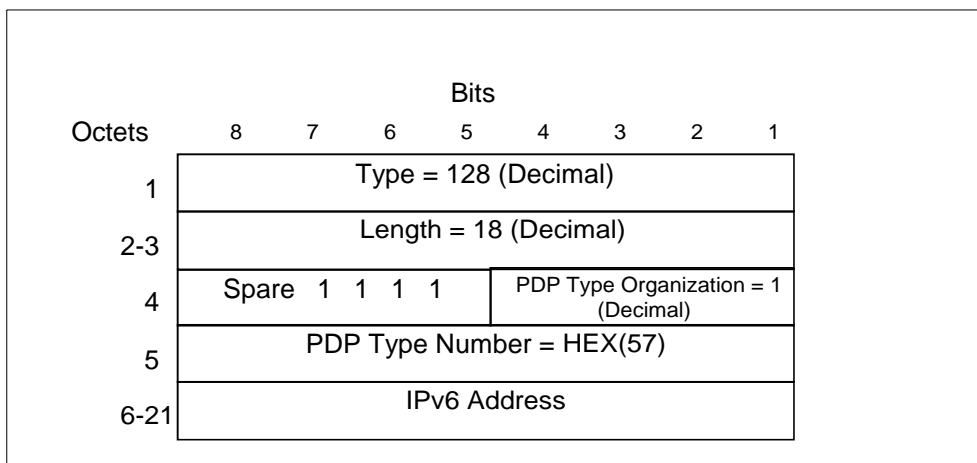 Bits
Octets 8 7 6 5 4 3 2 1
1 Type = 128 (Decimal)
2-3 Length = 18 (Decimal)
4 Spare 1 1 1 1 PDP Type Organization = 1
(Decimal)
5 PDP Type Number = HEX(57)
6-21 IPv6 Address